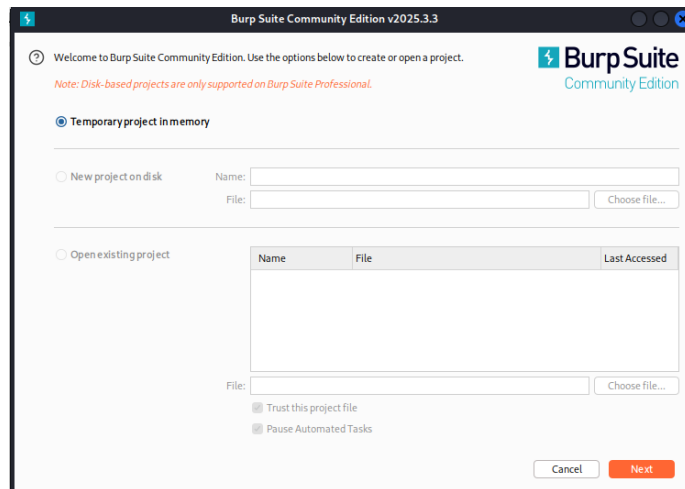 Burp Suite Community Edition v2025.3.3
Welcome to Burp Suite Community Edition. Use the options below to create or open a project.
Note: Disk-based projects are only supported on Burp Suite Professional.
Burp Suite
Community Edition
Temporary project in memory
New project on disk
Name:
File:
Choose file...
Open existing project
Name
File
Last Accessed
File:
Choose file...
Trust this project file
Pause Automated Tasks
Cancel
Next